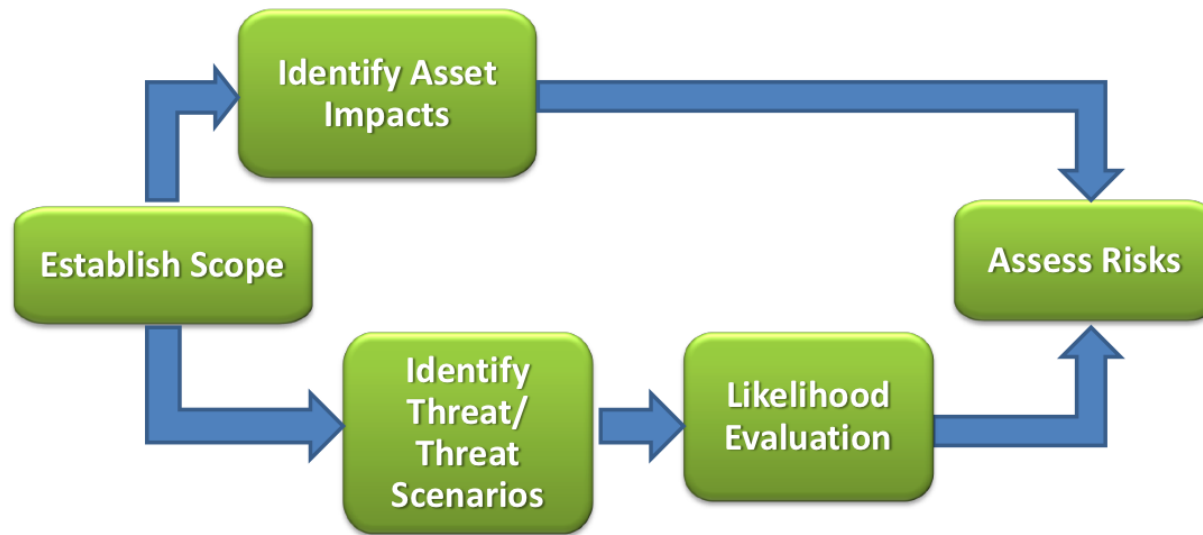 Identify Asset
Impacts
Establish Scope
Assess Risks
Identify
Threat/
Threat
Scenarios
Likelihood
Evaluation